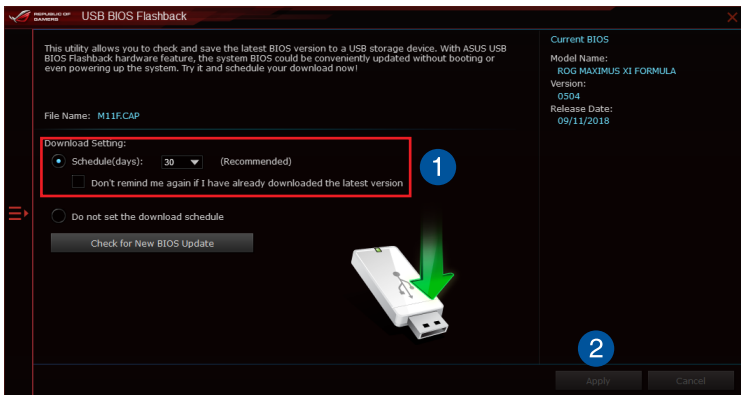 REPUBLIC OF
GAMERS
USB BIOS Flashback
This utility allows you to check and save the latest BIOS version to a USB storage device. With ASUS USB
BIOS Flashback hardware feature, the system BIOS could be conveniently updated without booting or
even powering up the system. Try it and schedule your download now!
File Name: M11F.CAP
Download Setting:
Schedule(days): 30 (Recommended)
Don't remind me again if I have already downloaded the latest version
1
Do not set the download schedule
Check for New BIOS Update
Current BIOS
Model Name:
ROG MAXIMUS XI FORMULA
Version:
0504
Release Date:
09/11/2018
2
Apply
Cancel